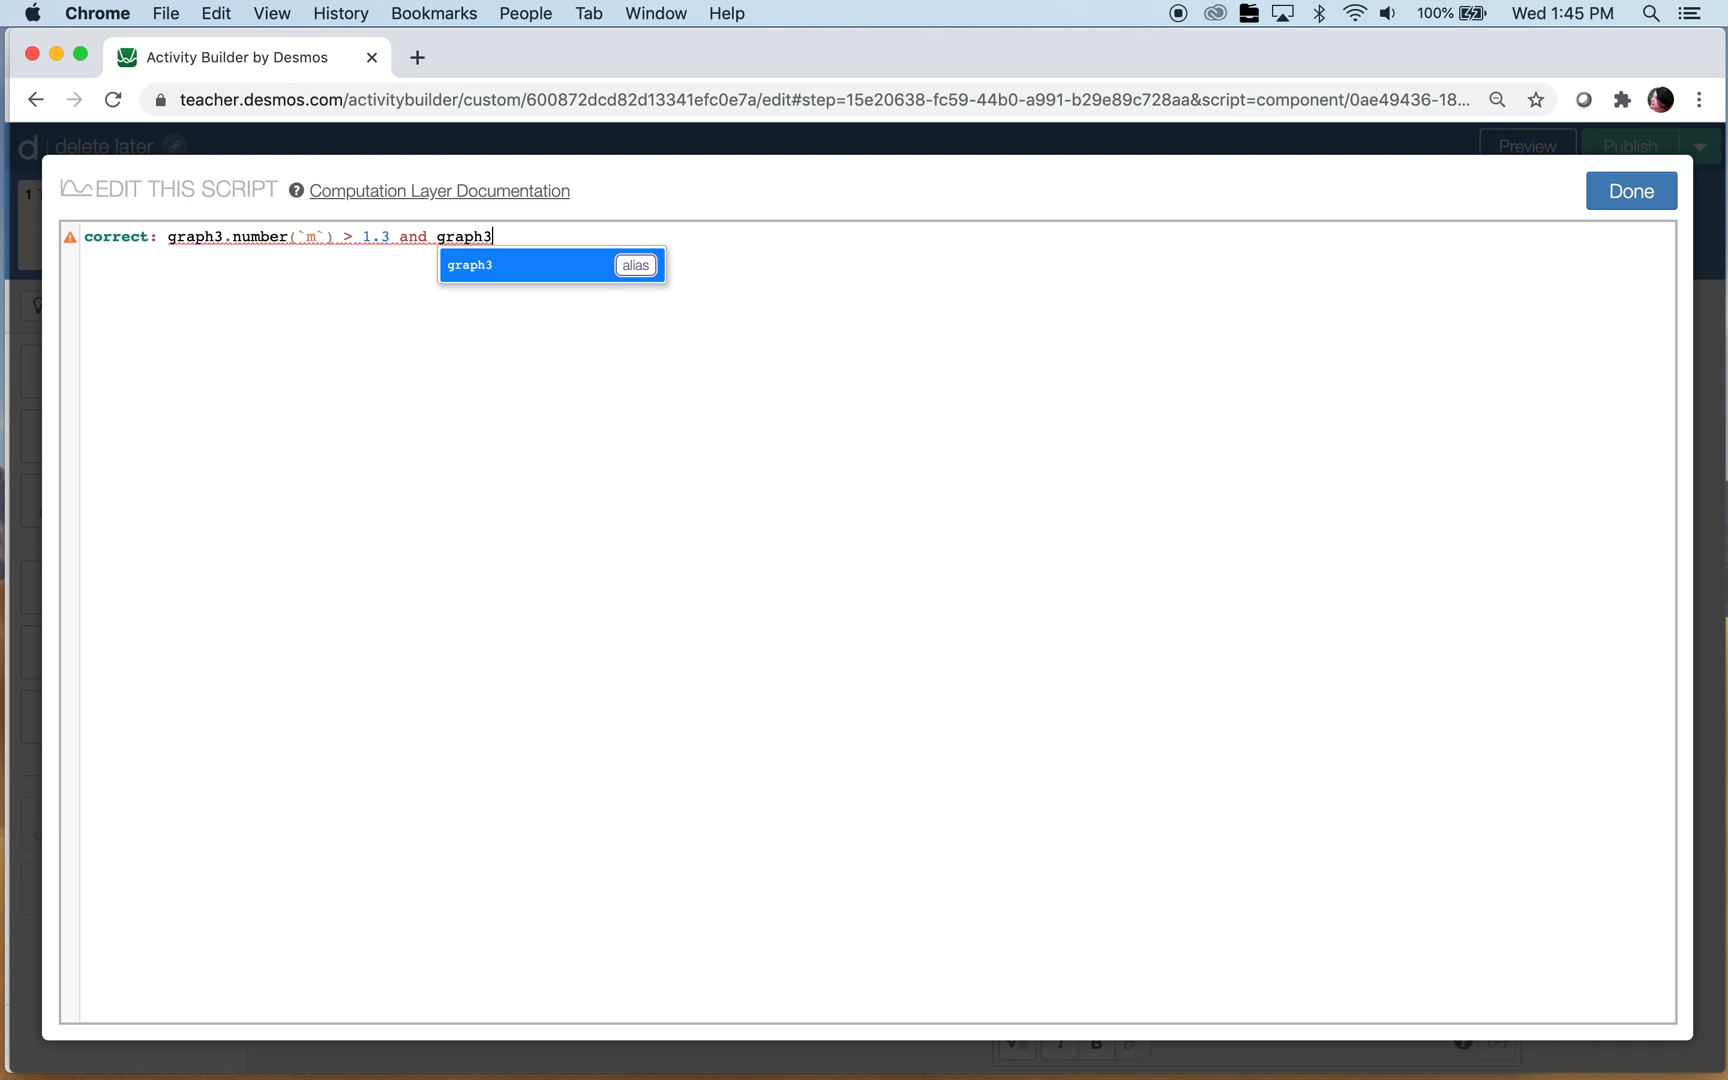 Chrome File Edit View History Bookmarks People Tab Window Help 100% Wed 1:45 PM
Activity Builder by Desmos
teacher.desmos.com/activitybuilder/custom/600872dcd82d13341efc0e7a/edit#step=15e20638-fc59-44b0-a991-b29e89c728aa&script=component/0ae49436-18...
d delete later Preview Publish
1
EDIT THIS SCRIPT ? Computation Layer Documentation Done
correct: graph3.number(`m`) > 1.3 and graph3
graph3 alias